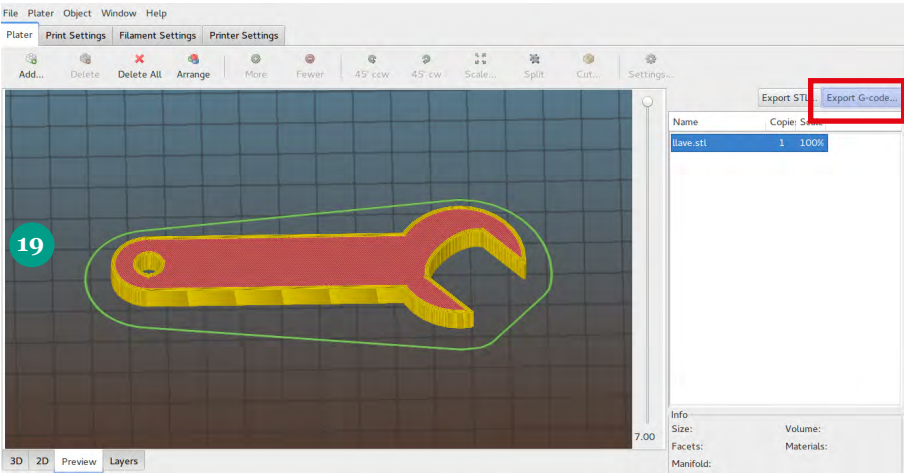 File Plater Object Window Help
Plater Print Settings Filament Settings Printer Settings
Add... Delete Delete All Arrange More Fewer 45° ccw 45° cw Scale... Split Cut... Settings...
Export STL... Export G-code...
Name Copies Scale
llave.stl 1 100%
19
7.00
Info
Size: Volume:
Facets: Materials:
Manifold:
3D 2D Preview Layers